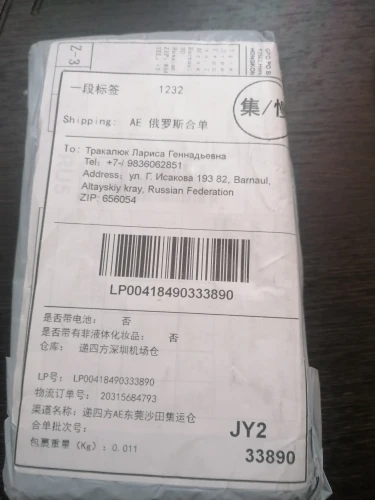 Z-3
一段标签 1232
集/
Shipping: AE 俄罗斯合单
To: Тракалюк Лариса Геннадьевна
Tel: +7-/ 9836062851
Address: ул. Г. Исакова 193 82, Barnaul,
Altayskiy kray, Russian Federation
ZIP: 656054
LP00418490333890
是否带电池: 否
是否带有非液体化妆品: 否
仓库: 递四方深圳机场仓
LP号: LP00418490333890
物流订单号: 20315684793
渠道名称: 递四方AE东莞沙田集运仓
合单批次号:
JY2
包裹重量(Kg): 0.011
33890